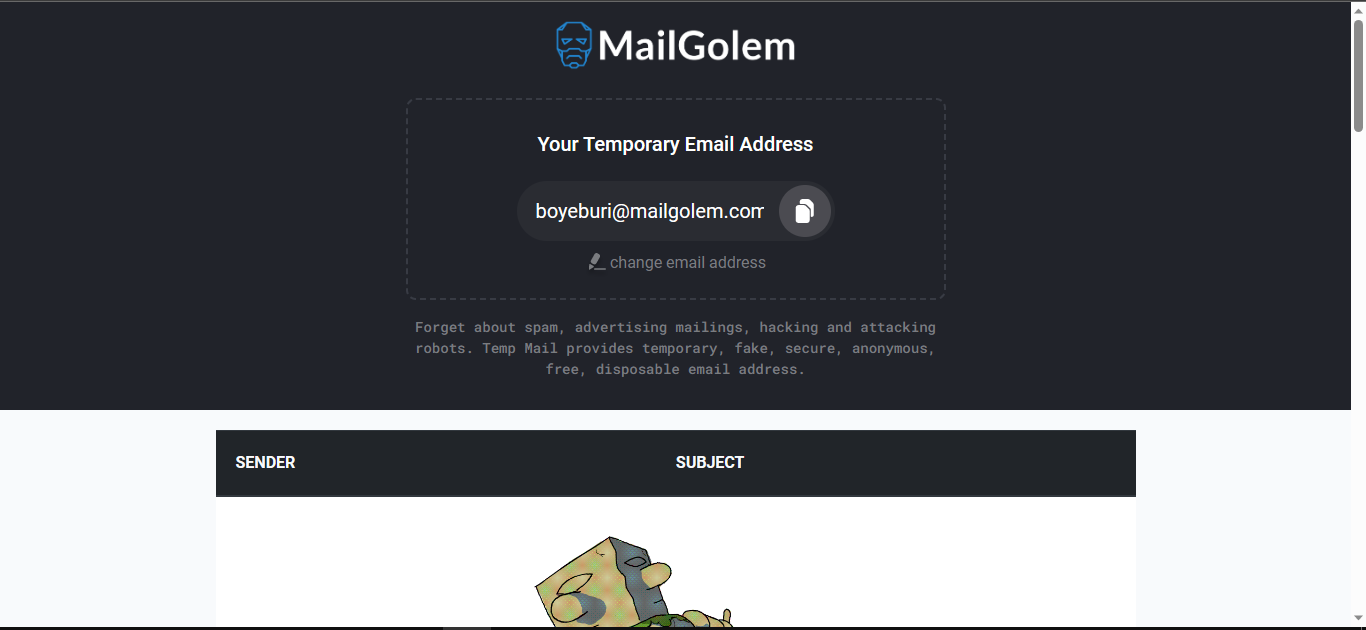 MailGolem
Your Temporary Email Address
boyeburi@mailgolem.com
change email address
Forget about spam, advertising mailings, hacking and attacking
robots. Temp Mail provides temporary, fake, secure, anonymous,
free, disposable email address.
SENDER SUBJECT